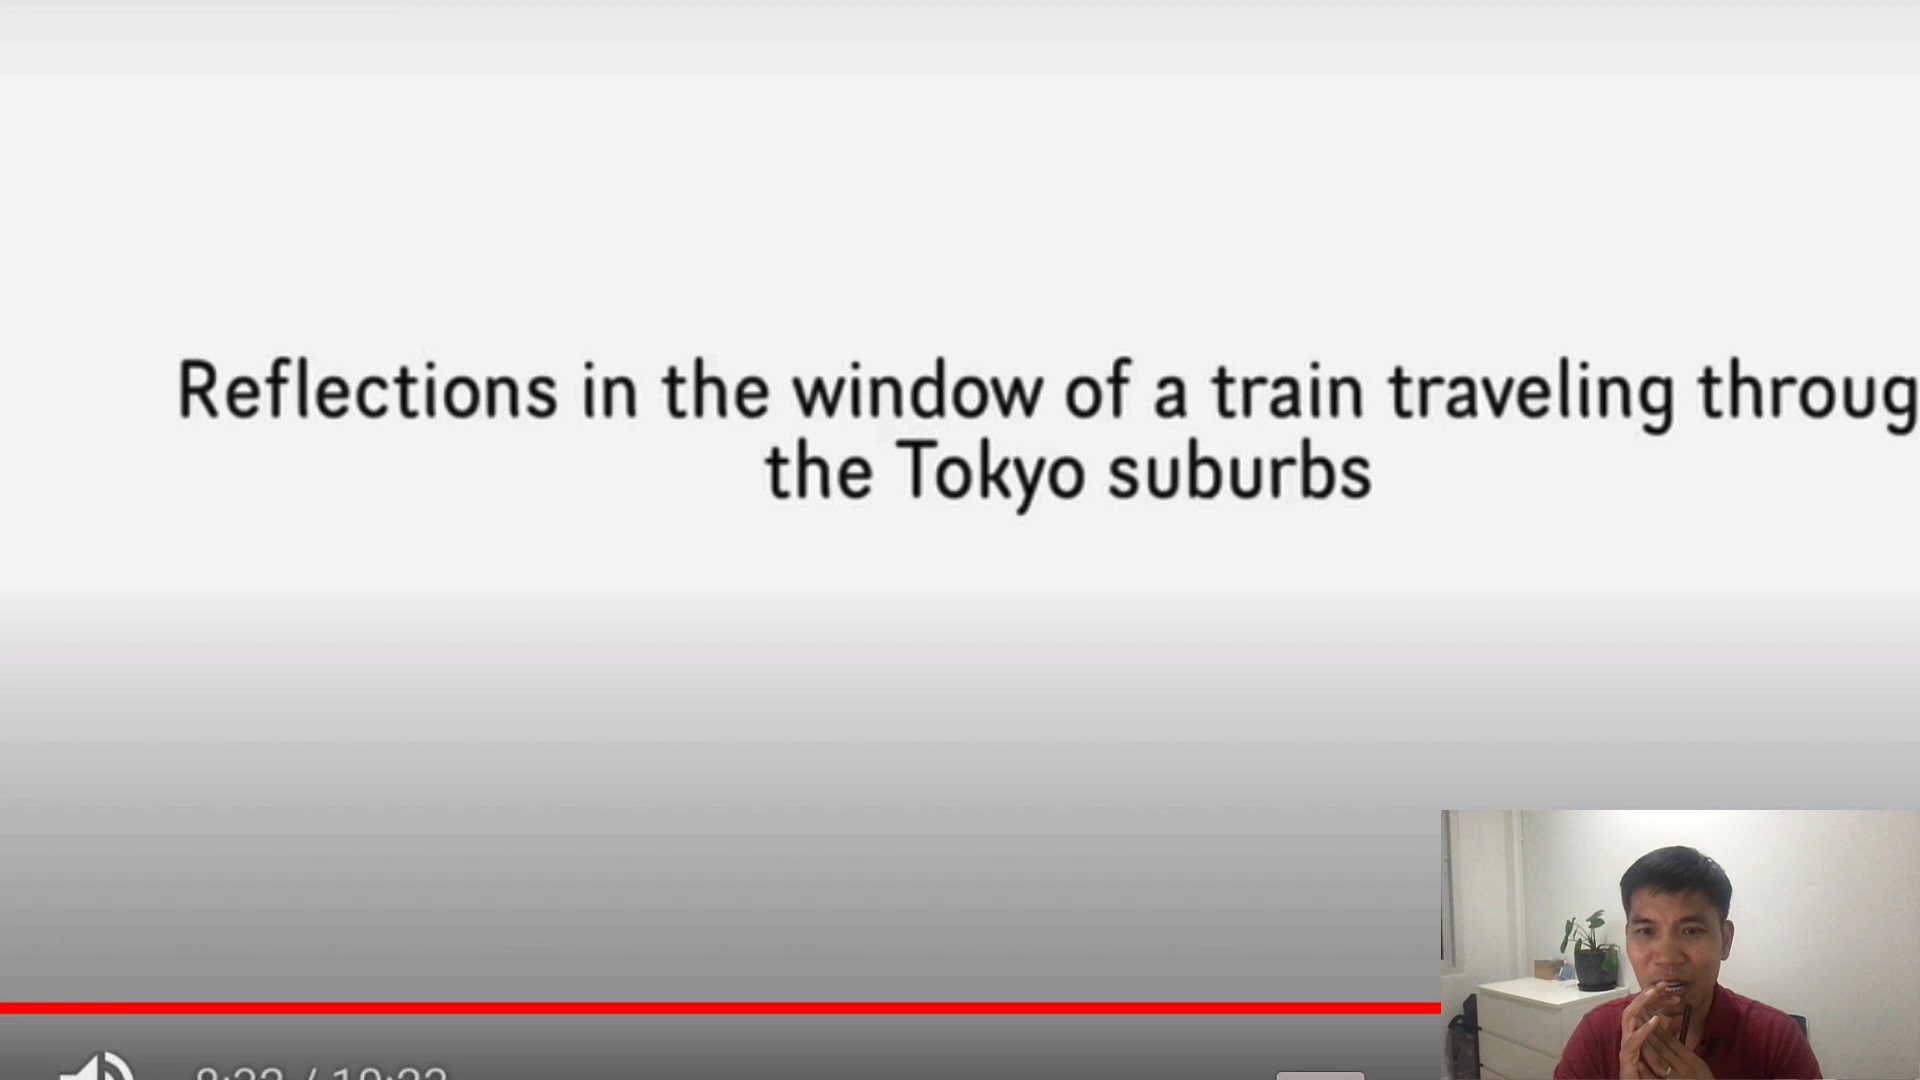 Reflections in the window of a train traveling throug
the Tokyo suburbs